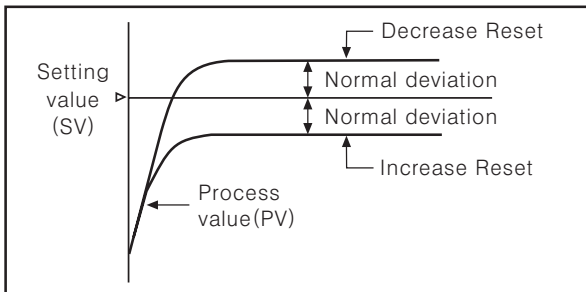 Decrease Reset
Setting
value
(SV)
Normal deviation
Normal deviation
Increase Reset
Process
value(PV)